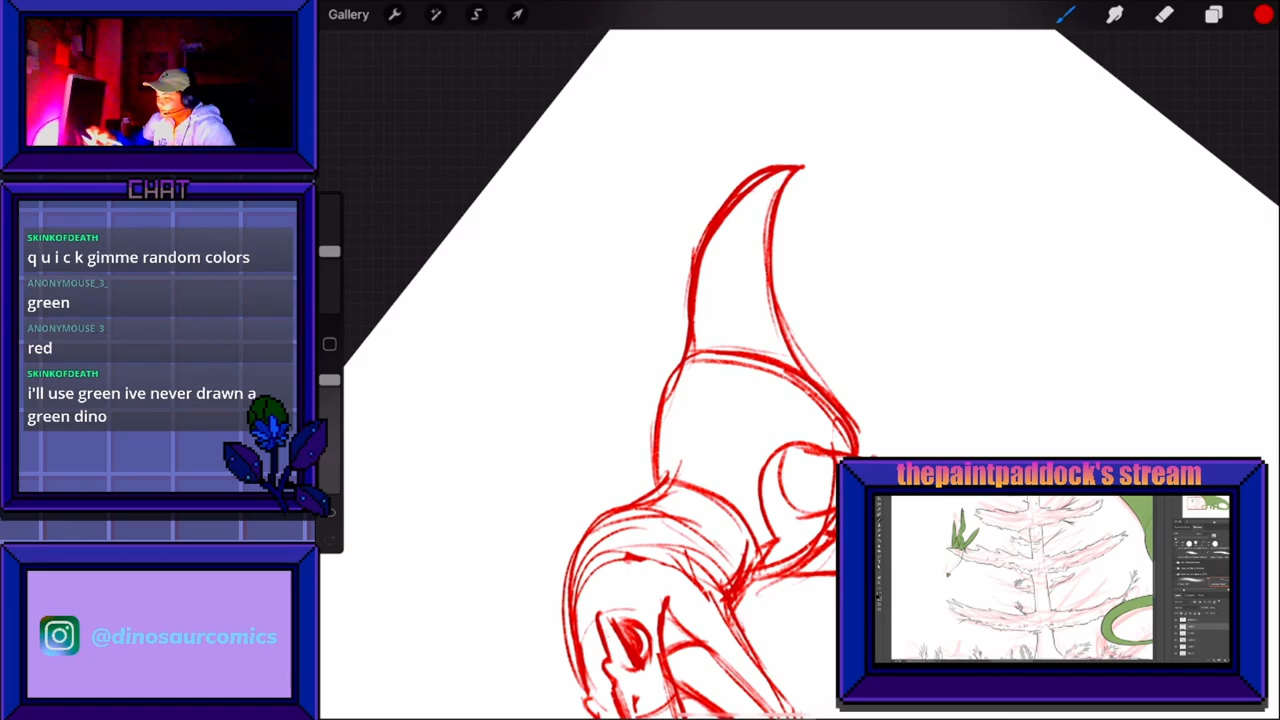 Gallery
CHAT
SKINKOFDEATH
q u i c k gimme random colors
ANONYMOUSE_3_
green
ANONYMOUSE_3_
red
SKINKOFDEATH
i'll use green ive never drawn a
green dino
@dinosaurcomics
thepaintpaddock's stream